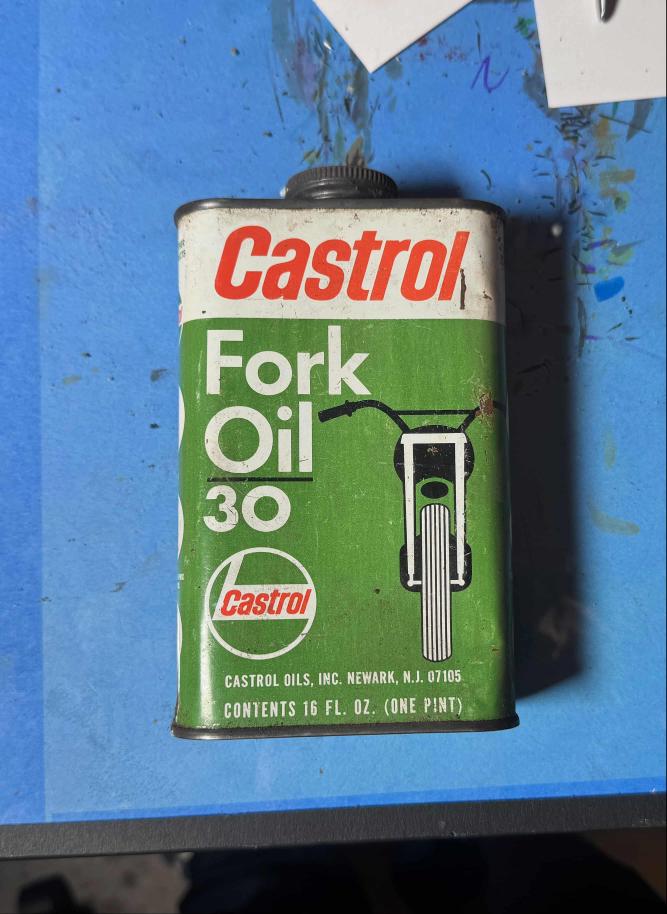 Castrol
Fork
Oil
30
Castrol
CASTROL OILS, INC. NEWARK, N.J. 07105
CONTENTS 16 FL. OZ. (ONE PINT)